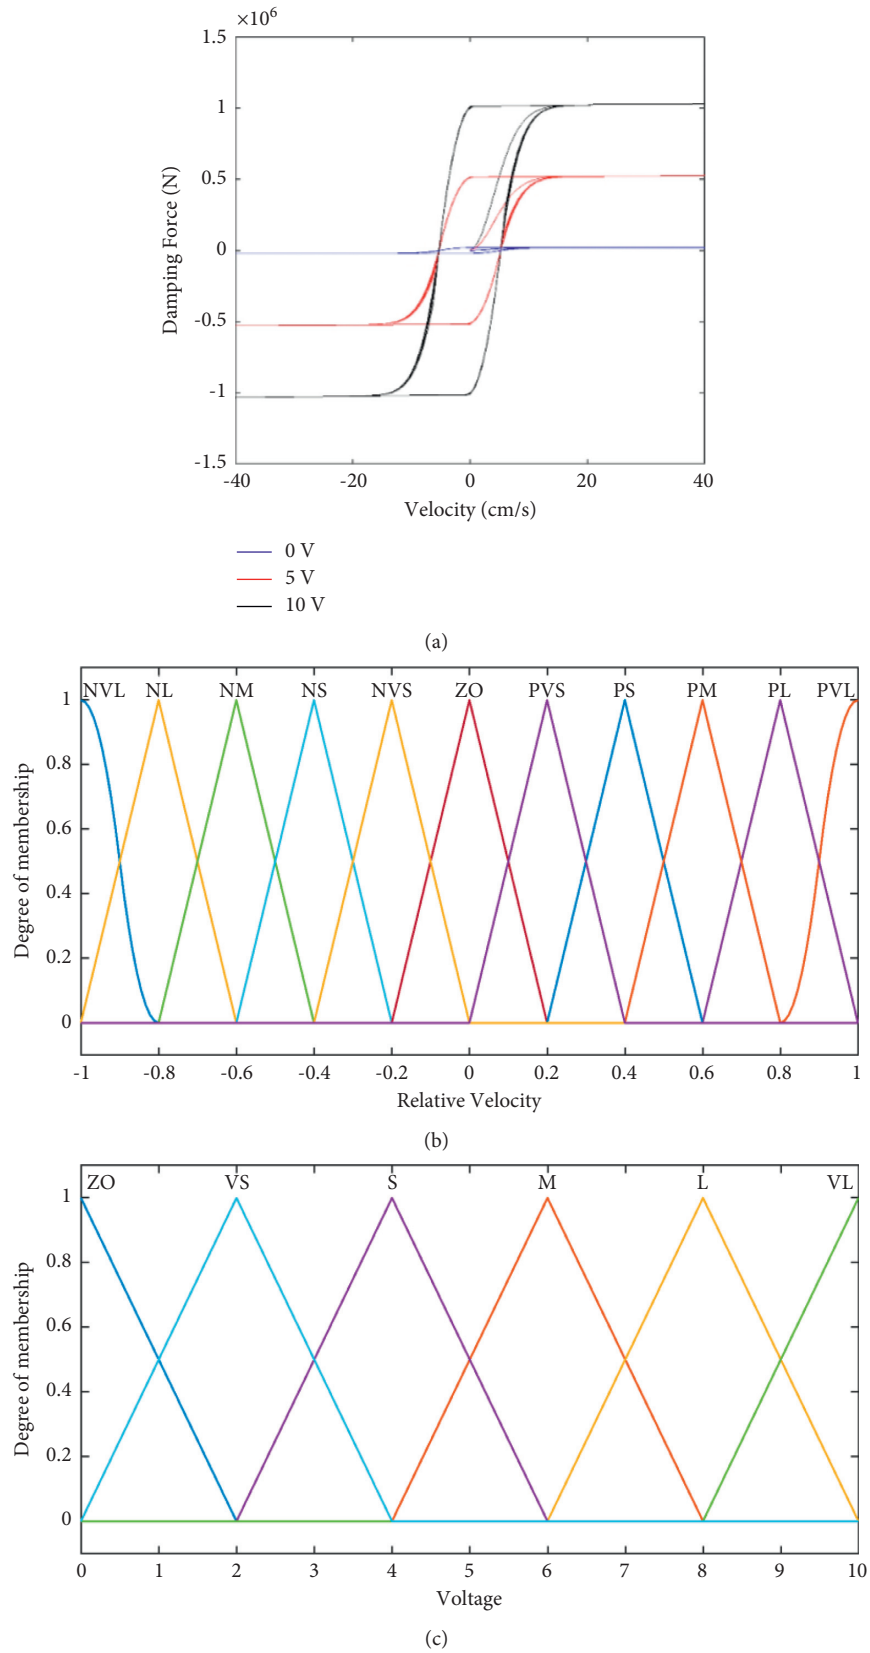 ×10⁶
1.5
1
0.5
0
-0.5
-1
-1.5
Damping Force (N)
-40 -20 0 20 40
Velocity (cm/s)
0 V
5 V
10 V
(a)
NVL NL NM NS NVS ZO PVS PS PM PL PVL
1
0.8
0.6
0.4
0.2
0
Degree of membership
-1 -0.8 -0.6 -0.4 -0.2 0 0.2 0.4 0.6 0.8 1
Relative Velocity
(b)
ZO VS S M L VL
1
0.8
0.6
0.4
0.2
0
Degree of membership
0 1 2 3 4 5 6 7 8 9 10
Voltage
(c)